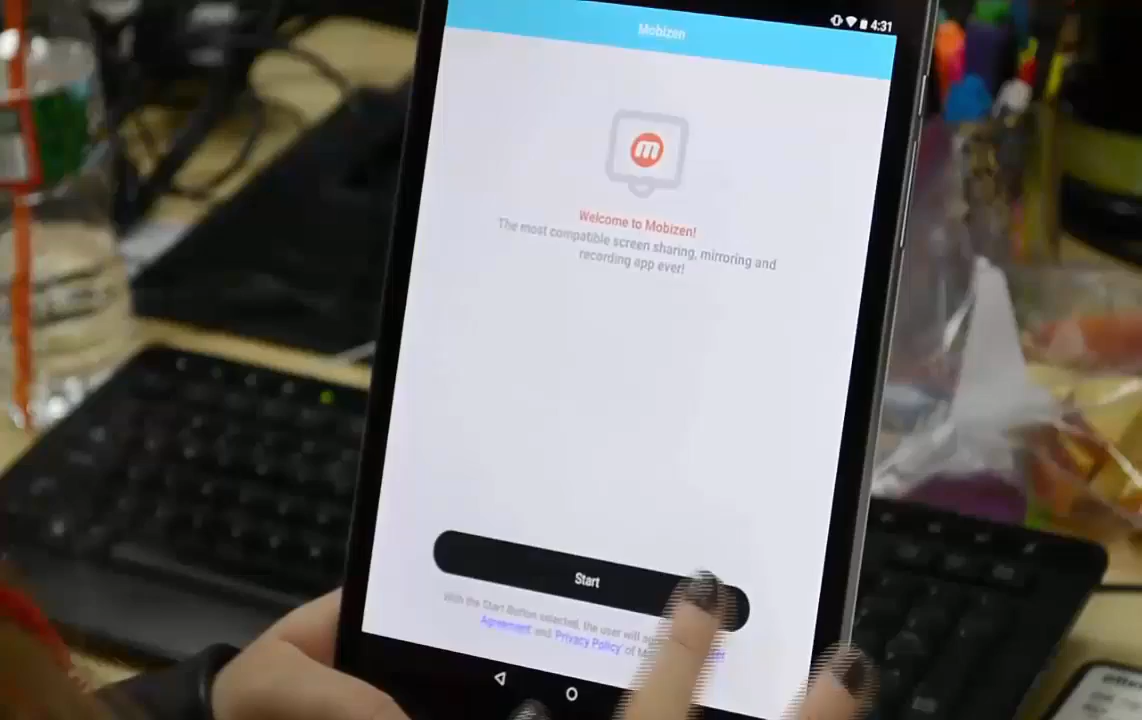 4:31
Mobizen
m
Welcome to Mobizen!
The most compatible screen sharing, mirroring and
recording app ever!
Start
With the Start Button selected, the user will
Agreement and Privacy Policy of